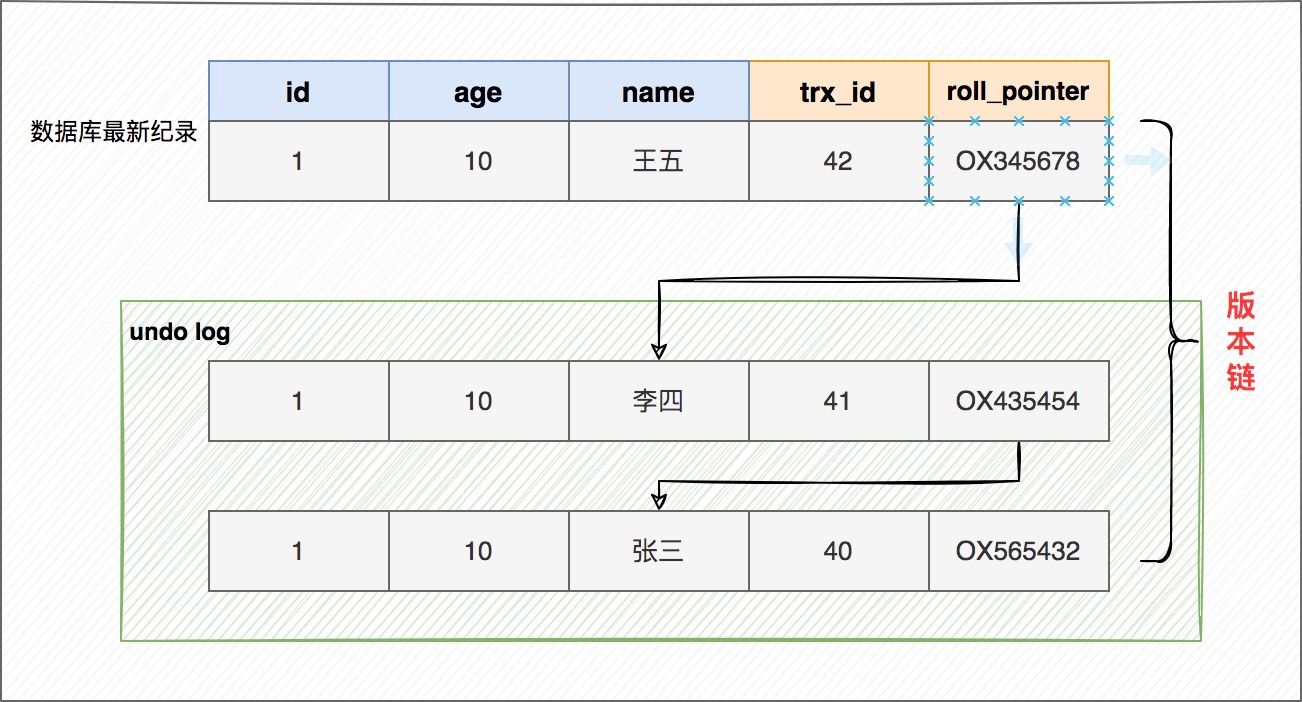 id age name trx_id roll_pointer
数据库最新纪录
1 10 王五 42 OX345678
undo log
1 10 李四 41 OX435454
1 10 张三 40 OX565432
版
本
链